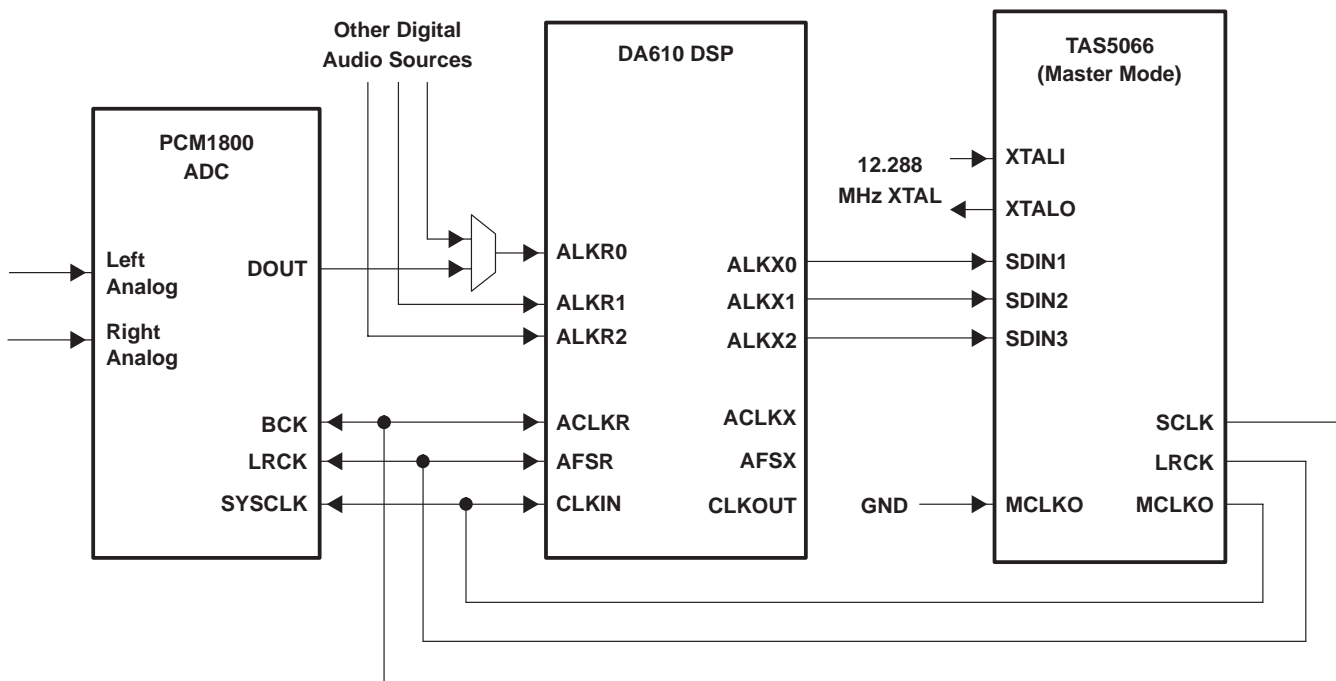 Other Digital
Audio Sources
PCM1800
ADC
Left
Analog
Right
Analog
DOUT
BCK
LRCK
SYSCLK
DA610 DSP
ALKR0
ALKR1
ALKR2
ACLKR
AFSR
CLKIN
ALKX0
ALKX1
ALKX2
ACLKX
AFSX
CLKOUT
12.288
MHz XTAL
GND
TAS5066
(Master Mode)
XTALI
XTALO
SDIN1
SDIN2
SDIN3
MCLKO
SCLK
LRCK
MCLKO